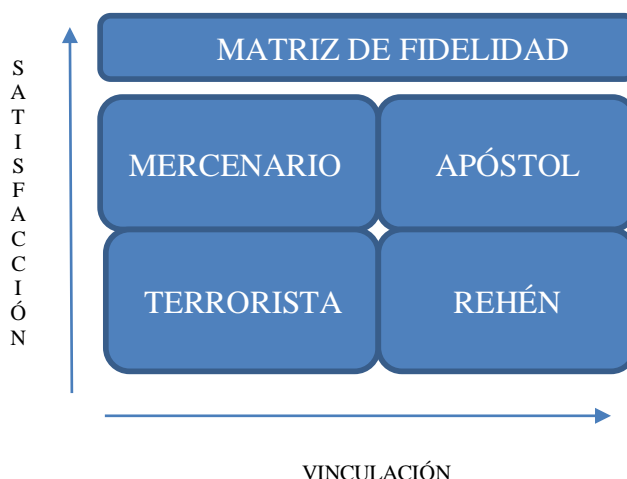 MATRIZ DE FIDELIDAD
S
A
T
I
S
F
A
C
C
I
Ó
N
MERCENARIO
APÓSTOL
TERRORISTA
REHÉN
VINCULACIÓN